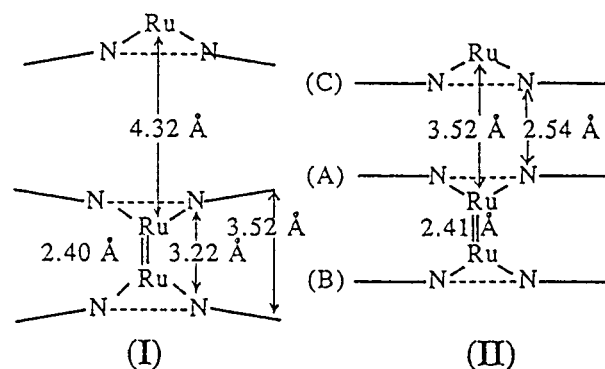 Ru
N N
4.32 Å
N N
Ru
2.40 Å 3.22 Å 3.52 Å
Ru
N N
(I)
Ru
(C) N N
3.52 Å 2.54 Å
(A) N N
Ru
2.41 Å
Ru
(B) N N
(II)